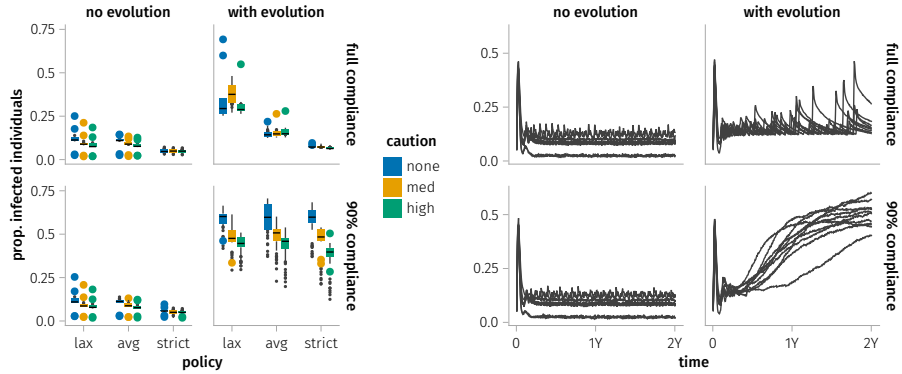 no evolution
with evolution
prop. infected individuals
0.75
0.5
0.25
0.0
full compliance
0.75
0.5
0.25
0.0
90% compliance
lax
avg
strict
lax
avg
strict
policy
caution
none
med
high
no evolution
with evolution
0.5
0.25
0.0
full compliance
0.5
0.25
0.0
90% compliance
0
1Y
2Y
0
1Y
2Y
time